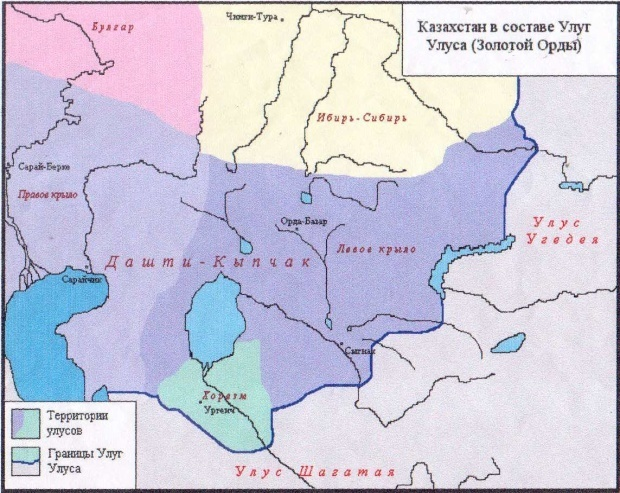 Казахстан в составе Улуг
Улуса (Золотой Орды)
Чинги-Тура
Булгар
Ибирь-Сибирь
Сарай-Берке
Правое крыло
Орда-Базар
Улус
Угедея
Левое крыло
Дашти-Кыпчак
Сарайчик
Сыгнак
Хорезм
Ургенч
Территории
улусов
Границы Улуг
Улуса
Улус Шагатая